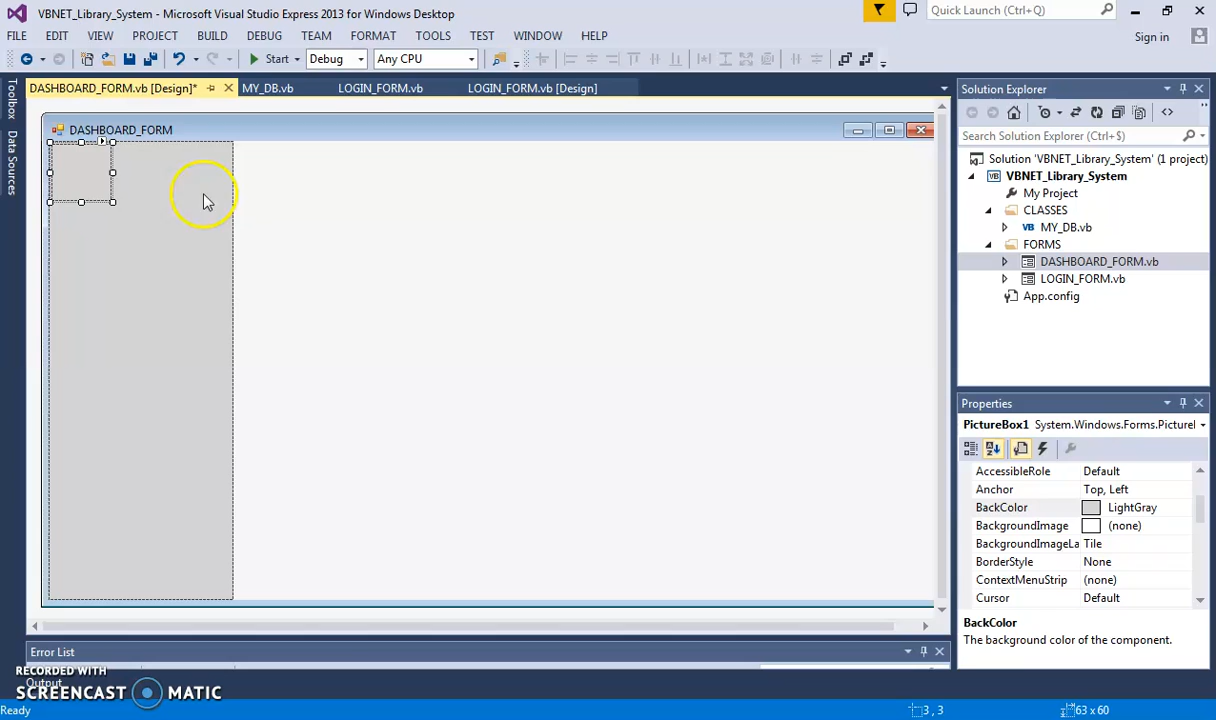 VBNET_Library_System - Microsoft Visual Studio Express 2013 for Windows Desktop
Quick Launch (Ctrl+Q)
FILE EDIT VIEW PROJECT BUILD DEBUG TEAM FORMAT TOOLS TEST WINDOW HELP
Sign in
Start Debug Any CPU
Toolbox
Data Sources
DASHBOARD_FORM.vb [Design]* MY_DB.vb LOGIN_FORM.vb LOGIN_FORM.vb [Design]
DASHBOARD_FORM
Solution Explorer
Search Solution Explorer (Ctrl+$)
Solution 'VBNET_Library_System' (1 project)
VBNET_Library_System
My Project
CLASSES
VB MY_DB.vb
FORMS
DASHBOARD_FORM.vb
LOGIN_FORM.vb
App.config
Properties
PictureBox1 System.Windows.Forms.Picturel
AccessibleRole Default
Anchor Top, Left
BackColor LightGray
BackgroundImage (none)
BackgroundImageLa Tile
BorderStyle None
ContextMenuStrip (none)
Cursor Default
BackColor
The background color of the component.
Error List
Output
RECORDED WITH
SCREENCAST MATIC
Ready
3 , 3
63 x 60